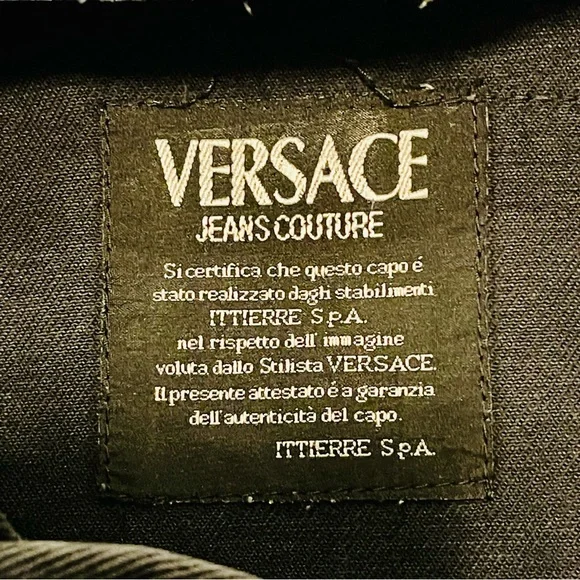 VERSACE
JEANS COUTURE
Si certifica che questo capo é
stato realizzato dagli stabilimenti
ITTIERRE S.p.A.
nel rispetto dell'immagine
voluta dallo Stilista VERSACE.
Il presente attestato é a garanzia
dell'autenticità del capo.
ITTIERRE S.p.A.